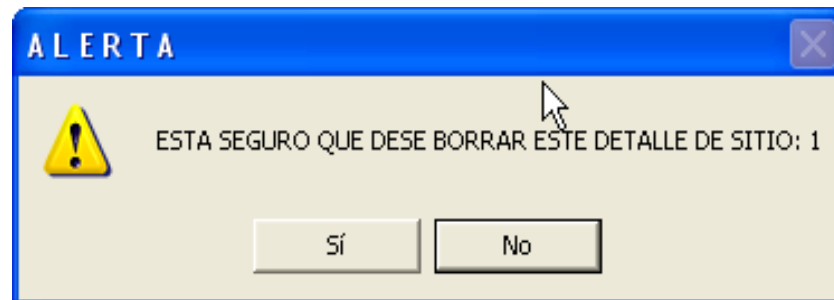 ALERTA
ESTA SEGURO QUE DESE BORRAR ESTE DETALLE DE SITIO: 1
Sí
No